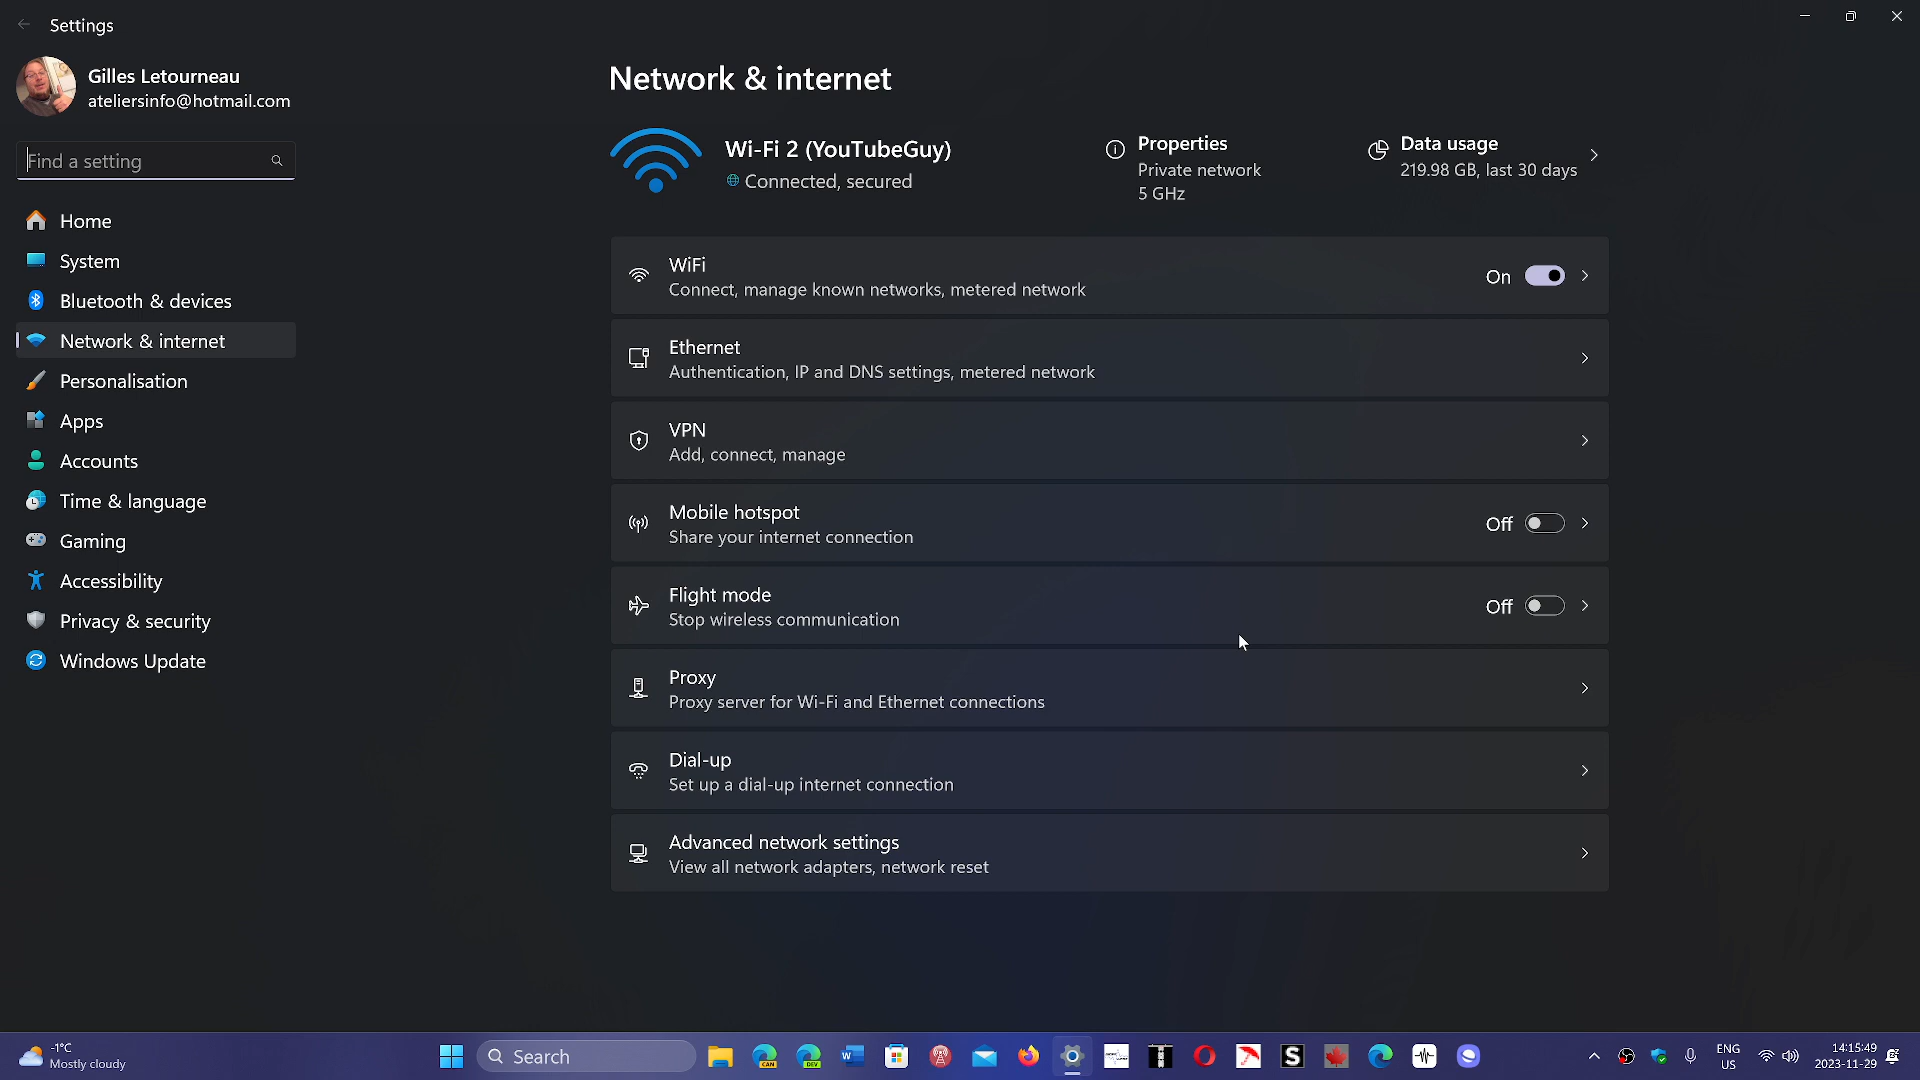 Settings
Gilles Letourneau
ateliersinfo@hotmail.com
Find a setting
Home
System
Bluetooth & devices
Network & internet
Personalisation
Apps
Accounts
Time & language
Gaming
Accessibility
Privacy & security
Windows Update
Network & internet
Wi-Fi 2 (YouTubeGuy)
Connected, secured
Properties
Private network
5 GHz
Data usage
219.98 GB, last 30 days
WiFi
Connect, manage known networks, metered network
On
Ethernet
Authentication, IP and DNS settings, metered network
VPN
Add, connect, manage
Mobile hotspot
Share your internet connection
Off
Flight mode
Stop wireless communication
Off
Proxy
Proxy server for Wi-Fi and Ethernet connections
Dial-up
Set up a dial-up internet connection
Advanced network settings
View all network adapters, network reset
-1°C
Mostly cloudy
Search
CAN
DEV
W
S
ENG
US
14:15:49
2023-11-29